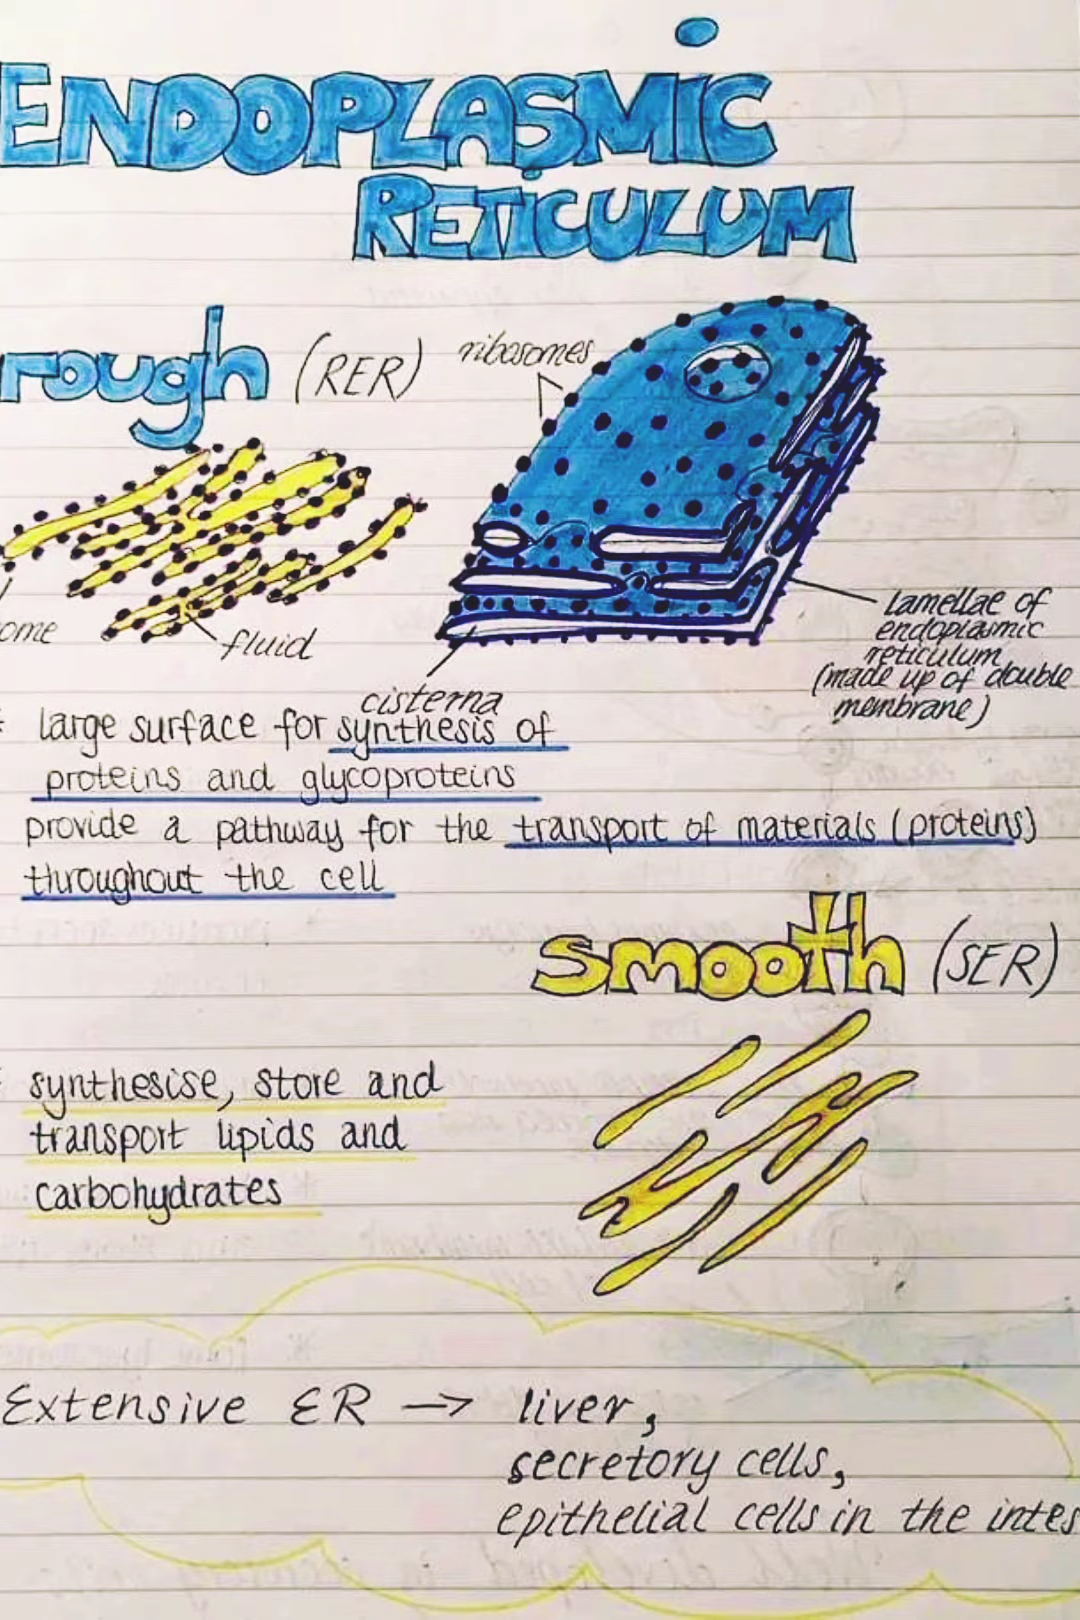 ENDOPLASMIC
RETICULUM
rough (RER)
ribosomes
ome
fluid
cisterna
Lamellae of
endoplasmic
reticulum
(made up of double
membrane)
* large surface for synthesis of
proteins and glycoproteins
provide a pathway for the transport of materials (proteins)
throughout the cell
smooth (SER)
* synthesise, store and
transport lipids and
carbohydrates
Extensive ER → liver,
secretory cells,
epithelial cells in the intes